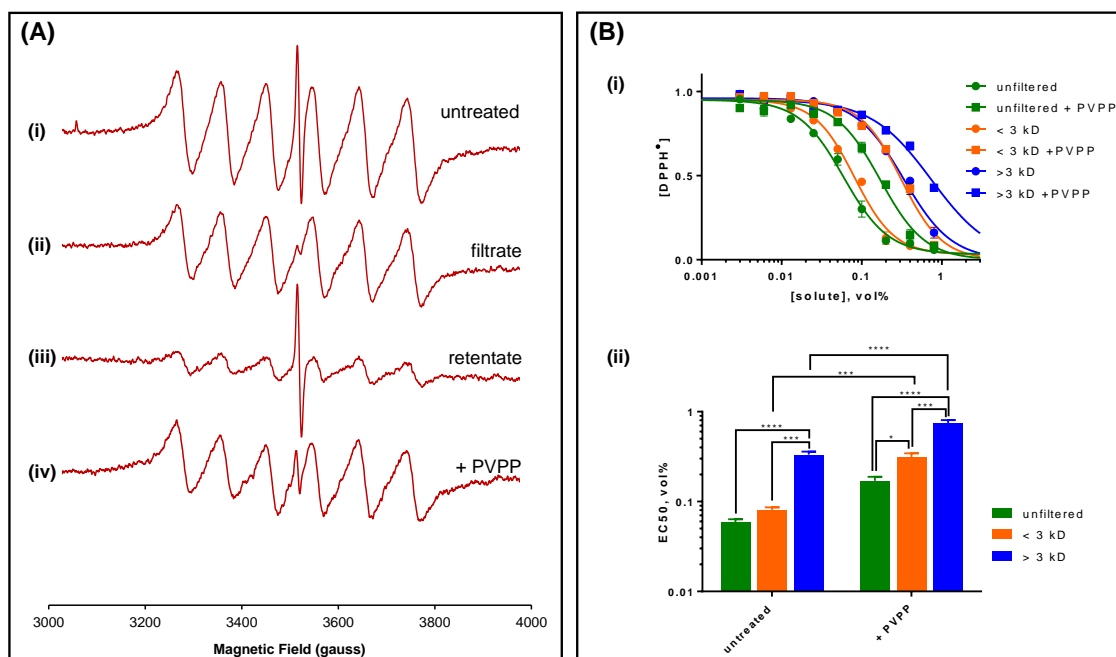 (A)
(i)
untreated
(ii)
filtrate
(iii)
retentate
(iv)
+ PVPP
3000
3200
3400
3600
3800
4000
Magnetic Field (gauss)
(B)
(i)
1.0
0.5
0.0
[DPPH•]
0.001
0.01
0.1
1
[solute], vol%
unfiltered
unfiltered + PVPP
< 3 kD
< 3 kD +PVPP
>3 kD
>3 kD +PVPP
(ii)
****
***
****
****
***
***
*
1
0.1
0.01
EC50, vol%
untreated
+ PVPP
unfiltered
< 3 kD
> 3 kD